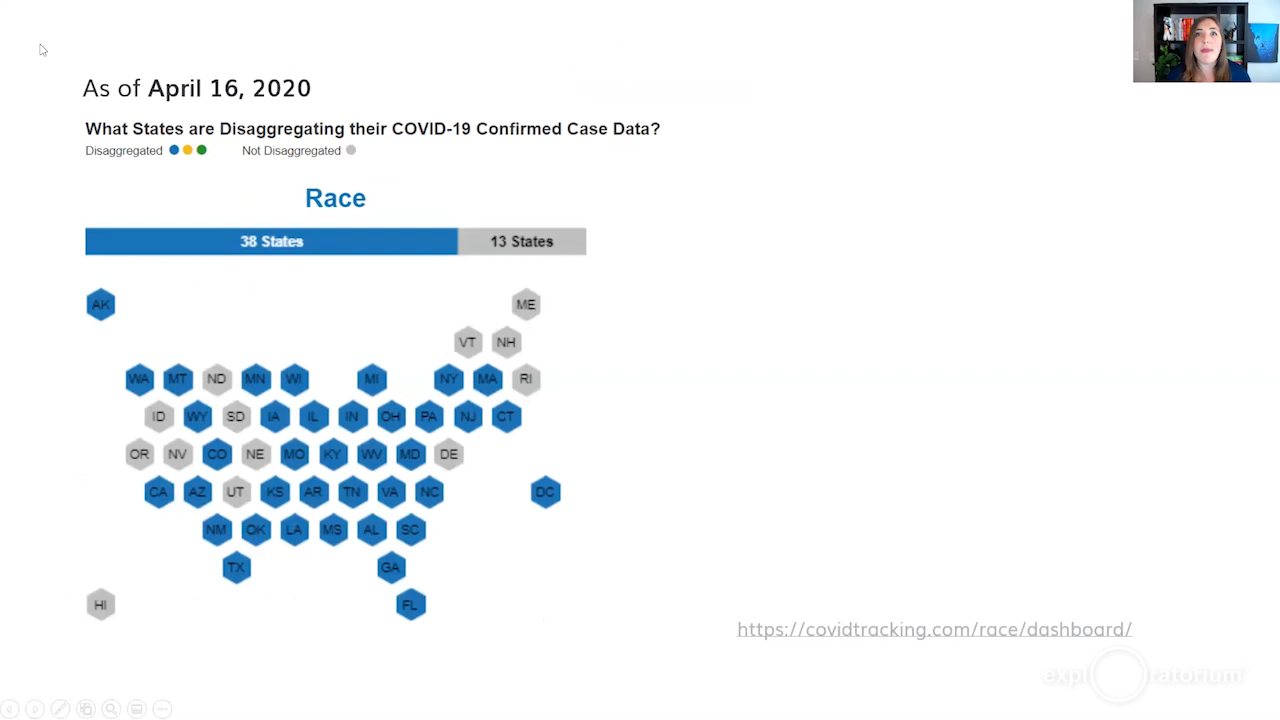 As of April 16, 2020
What States are Disaggregating their COVID-19 Confirmed Case Data?
Disaggregated Not Disaggregated
Race
38 States 13 States
AK ME
VT NH
WA MT ND MN WI MI NY MA RI
ID WY SD IA IL IN OH PA NJ CT
OR NV CO NE MO KY WV MD DE
CA AZ UT KS AR TN VA NC DC
NM OK LA MS AL SC
TX GA
HI FL
https://covidtracking.com/race/dashboard/
expl ratorium